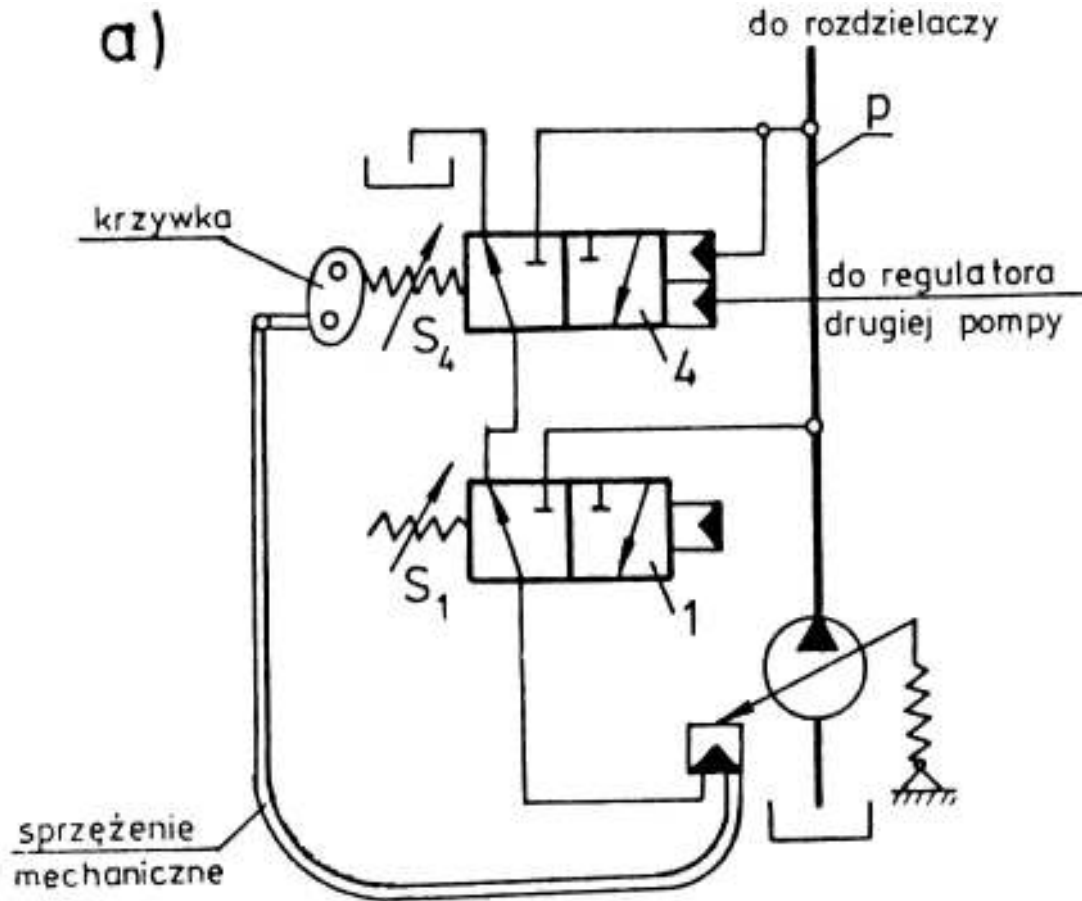 a)
do rozdzielaczy
p
krzywka
do regulatora
drugiej pompy
S4
4
S1
1
sprzężenie
mechaniczne